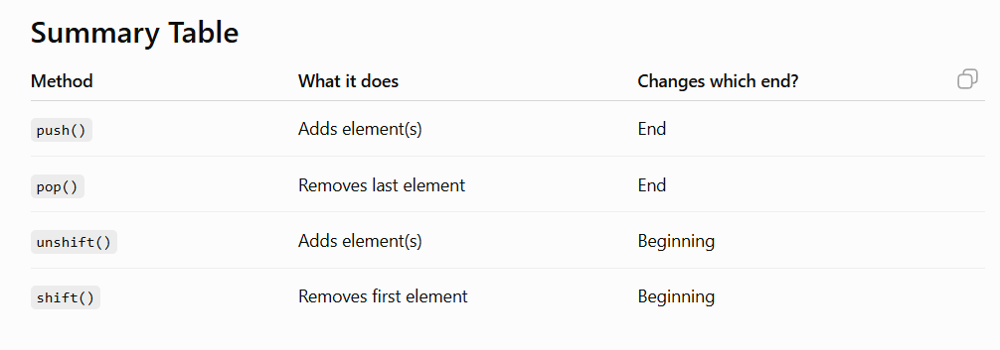 Summary Table
Method What it does Changes which end?
push() Adds element(s) End
pop() Removes last element End
unshift() Adds element(s) Beginning
shift() Removes first element Beginning